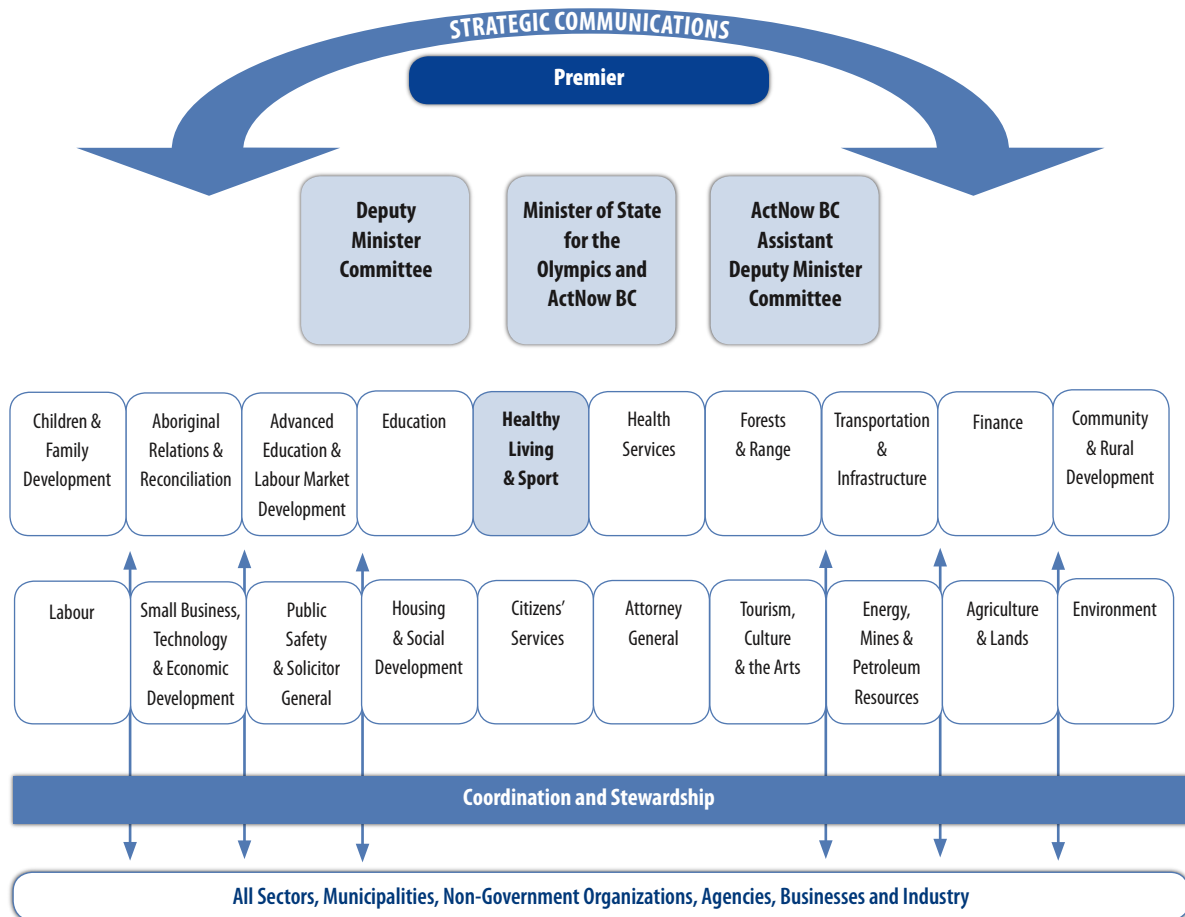 STRATEGIC COMMUNICATIONS
Premier
Deputy
Minister
Committee
Minister of State
for the
Olympics and
ActNow BC
ActNow BC
Assistant
Deputy Minister
Committee
Children &
Family
Development
Aboriginal
Relations &
Reconciliation
Advanced
Education &
Labour Market
Development
Education
Healthy
Living
& Sport
Health
Services
Forests
& Range
Transportation
&
Infrastructure
Finance
Community
& Rural
Development
Labour
Small Business,
Technology
& Economic
Development
Public
Safety
& Solicitor
General
Housing
& Social
Development
Citizens’
Services
Attorney
General
Tourism,
Culture
& the Arts
Energy,
Mines &
Petroleum
Resources
Agriculture
& Lands
Environment
Coordination and Stewardship
All Sectors, Municipalities, Non-Government Organizations, Agencies, Businesses and Industry